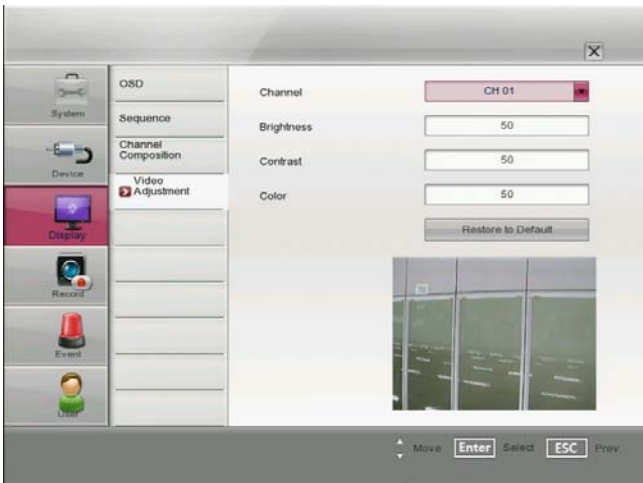 System
Device
Display
Record
Event
User
OSD
Sequence
Channel
Composition
Video
Adjustment
Channel
CH 01
Brightness
50
Contrast
50
Color
50
Restore to Default
Move
Enter
Select
ESC
Prev